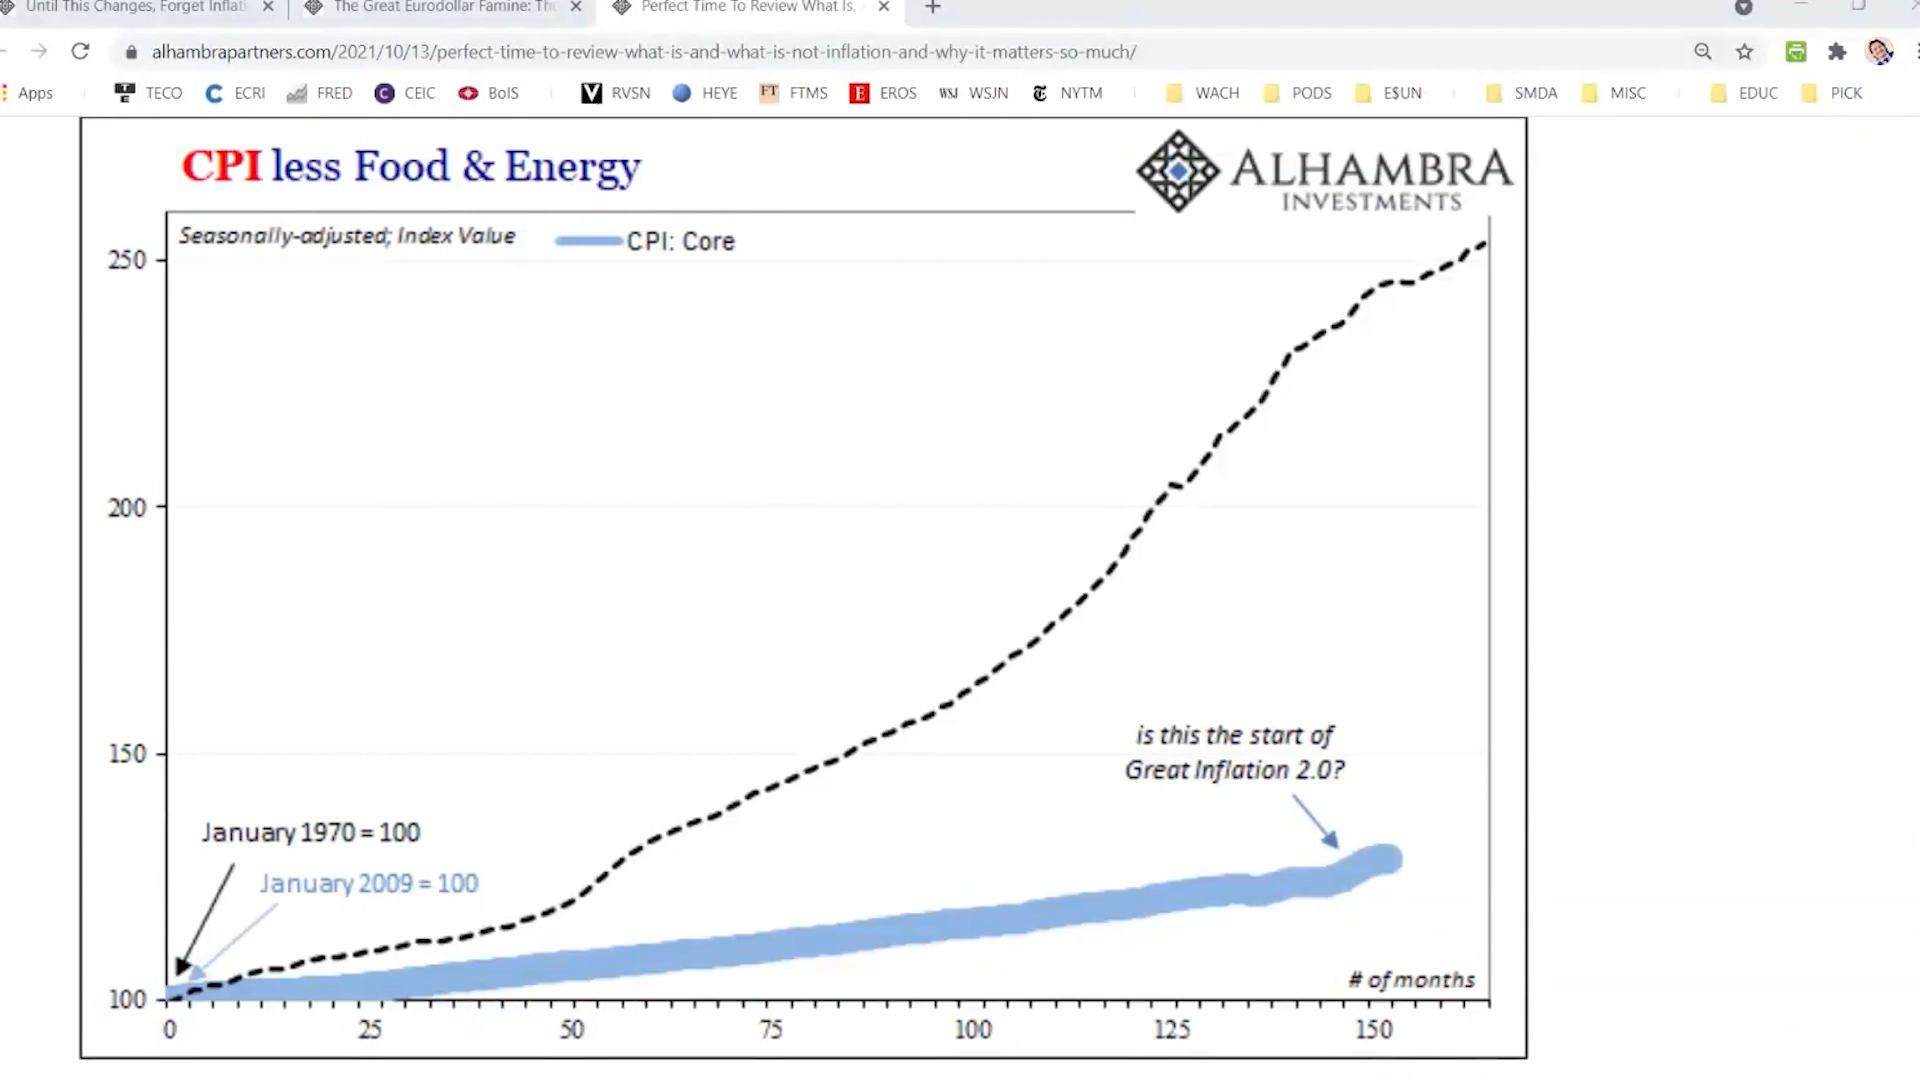 Until This Changes, Forget Inflati
The Great Eurodollar Famine: Th
Perfect Time To Review What Is,
alhambrapartners.com/2021/10/13/perfect-time-to-review-what-is-and-what-is-not-inflation-and-why-it-matters-so-much/
Apps TECO ECRI FRED CEIC BoIS RVSN HEYE FT FTMS E EROS WSJ WSJN NYTM WACH PODS E$UN SMDA MISC EDUC PICK
CPI less Food & Energy
ALHAMBRA
INVESTMENTS
Seasonally-adjusted; Index Value
CPI: Core
250
200
150
is this the start of
Great Inflation 2.0?
January 1970 = 100
January 2009 = 100
# of months
100
0 25 50 75 100 125 150